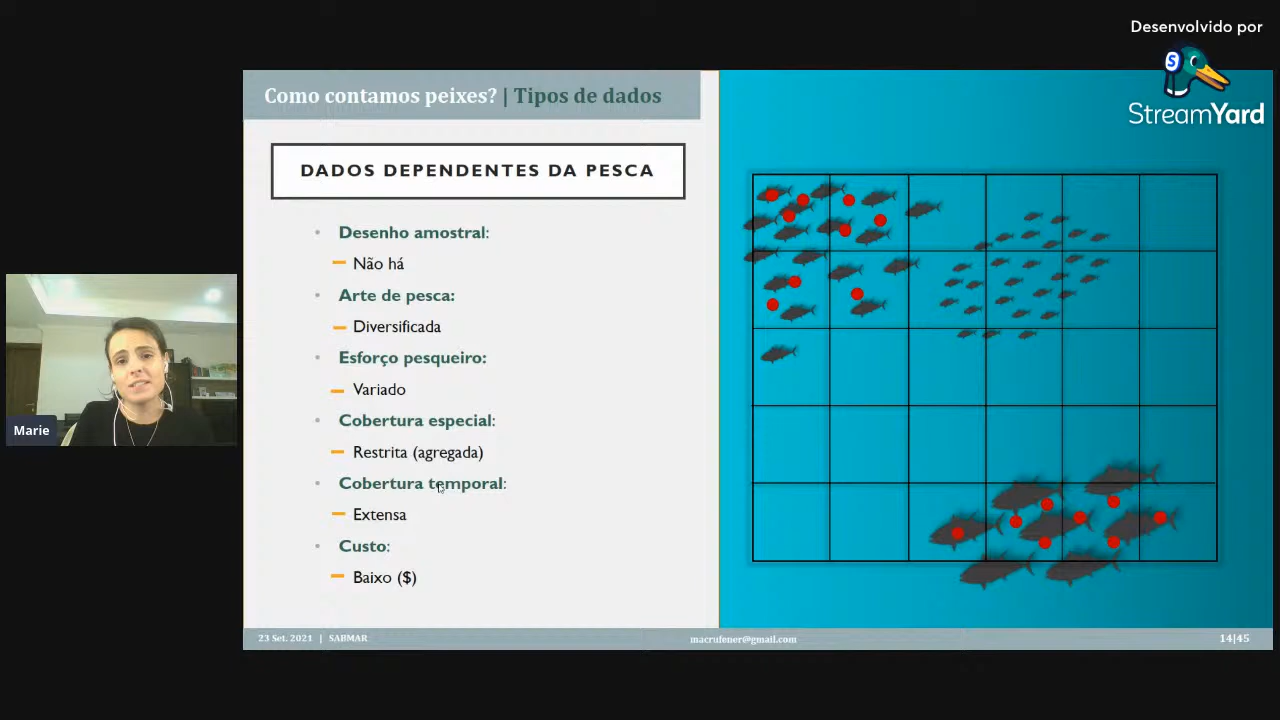 Desenvolvido por
StreamYard
Como contamos peixes? | Tipos de dados
DADOS DEPENDENTES DA PESCA
• Desenho amostral:
Não há
• Arte de pesca:
Diversificada
• Esforço pesqueiro:
Variado
• Cobertura especial:
Restrita (agregada)
• Cobertura temporal:
Extensa
• Custo:
Baixo ($)
Marie
23 Set. 2021 | SABMAR
macrufener@gmail.com
14|45